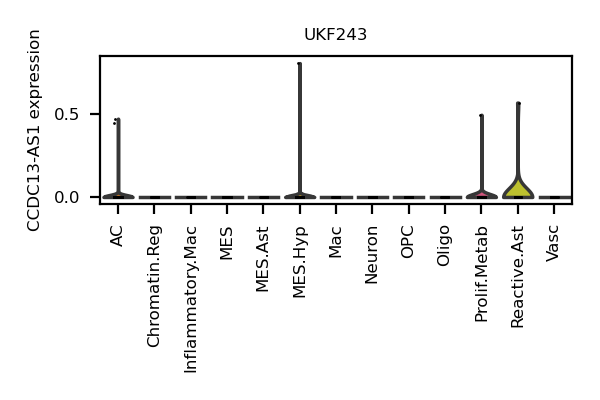 UKF243
CCDC13-AS1 expression
0.5
0.0
AC
Chromatin.Reg
Inflammatory.Mac
MES
MES.Ast
MES.Hyp
Mac
Neuron
OPC
Oligo
Prolif.Metab
Reactive.Ast
Vasc